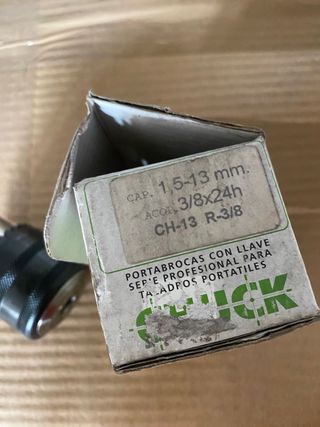 CAP. 1,5-13 mm.
ACOP. 3/8x24h
CH-13 R-3/8
PORTABROCAS CON LLAVE
SERIE PROFESIONAL PARA
TALADROS PORTATILES
CHUCK